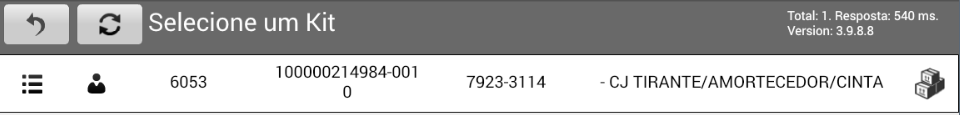 Selecione um Kit
Total: 1. Resposta: 540 ms.
Version: 3.9.8.8
6053
100000214984-001
0
7923-3114
- CJ TIRANTE/AMORTECEDOR/CINTA